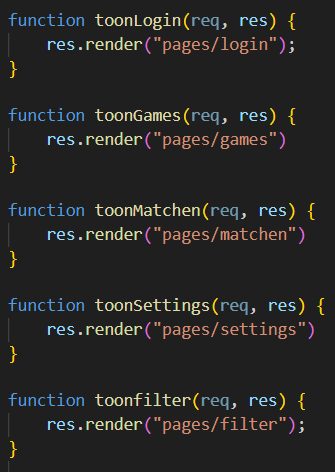 function toonLogin(req, res) {
    res.render("pages/login");
}

function toonGames(req, res) {
    res.render("pages/games")
}

function toonMatchen(req, res) {
    res.render("pages/matchen")
}

function toonSettings(req, res) {
    res.render("pages/settings")
}

function toonfilter(req, res) {
    res.render("pages/filter");
}